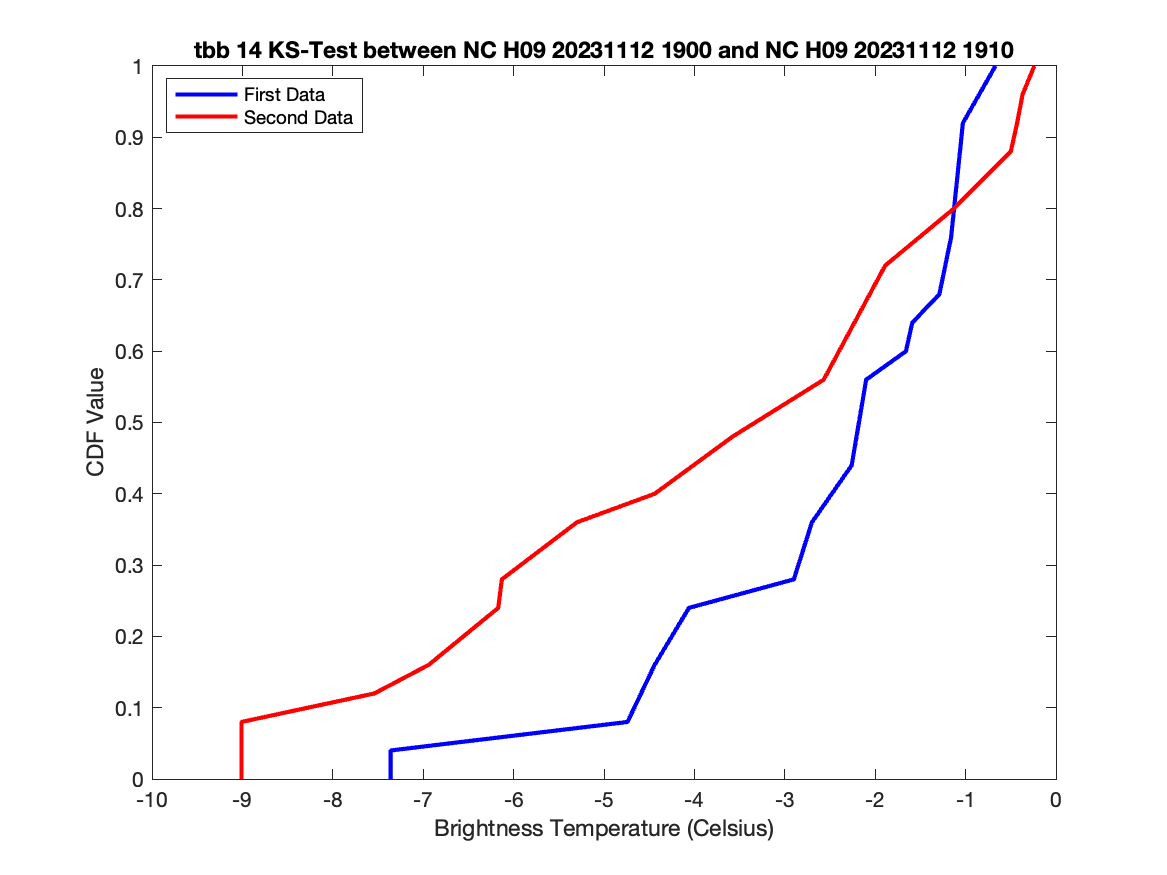 tbb 14 KS-Test between NC H09 20231112 1900 and NC H09 20231112 1910
First Data
Second Data
CDF Value
1
0.9
0.8
0.7
0.6
0.5
0.4
0.3
0.2
0.1
0
-10 -9 -8 -7 -6 -5 -4 -3 -2 -1 0
Brightness Temperature (Celsius)